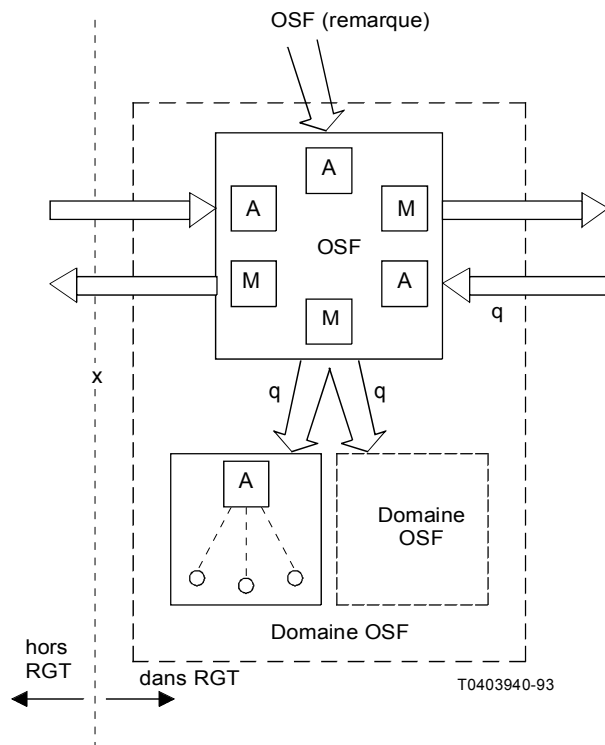 OSF (remarque)
A
A
M
OSF
M
A
M
q
x
q
q
A
Domaine
OSF
Domaine OSF
hors
RGT
dans RGT
T0403940-93